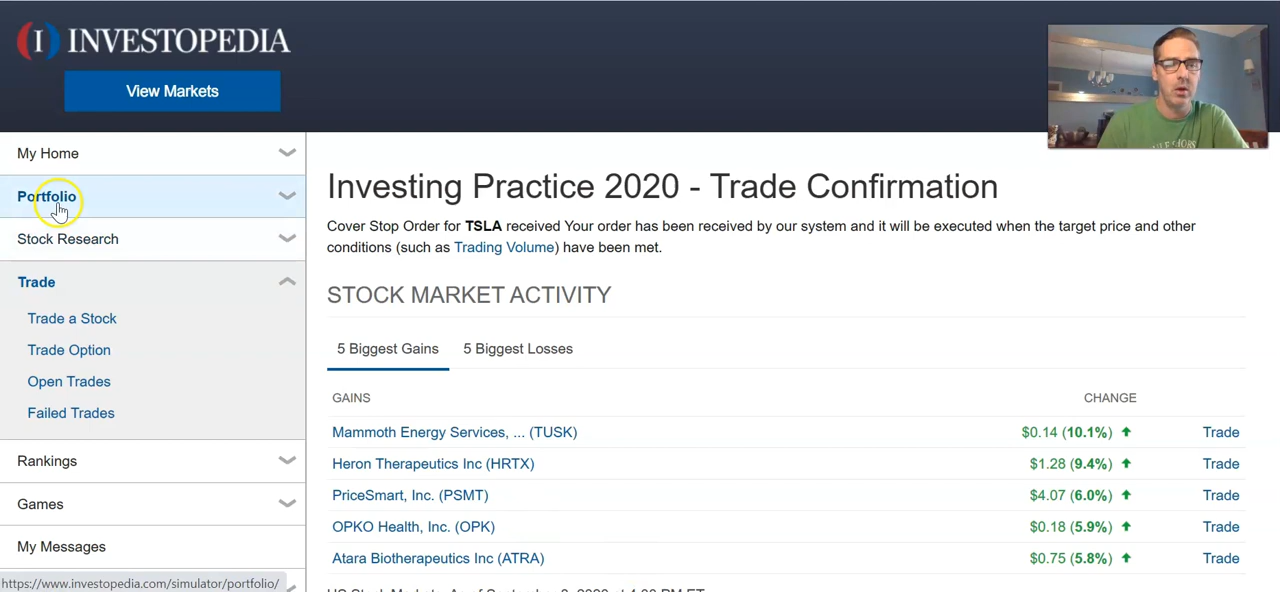 INVESTOPEDIA
View Markets
My Home
Portfolio
Stock Research
Trade
Trade a Stock
Trade Option
Open Trades
Failed Trades
Rankings
Games
My Messages
https://www.investopedia.com/simulator/portfolio/
Investing Practice 2020 - Trade Confirmation
Cover Stop Order for TSLA received Your order has been received by our system and it will be executed when the target price and other
conditions (such as Trading Volume) have been met.
STOCK MARKET ACTIVITY
5 Biggest Gains 5 Biggest Losses
GAINS CHANGE
Mammoth Energy Services, ... (TUSK) $0.14 (10.1%) Trade
Heron Therapeutics Inc (HRTX) $1.28 (9.4%) Trade
PriceSmart, Inc. (PSMT) $4.07 (6.0%) Trade
OPKO Health, Inc. (OPK) $0.18 (5.9%) Trade
Atara Biotherapeutics Inc (ATRA) $0.75 (5.8%) Trade